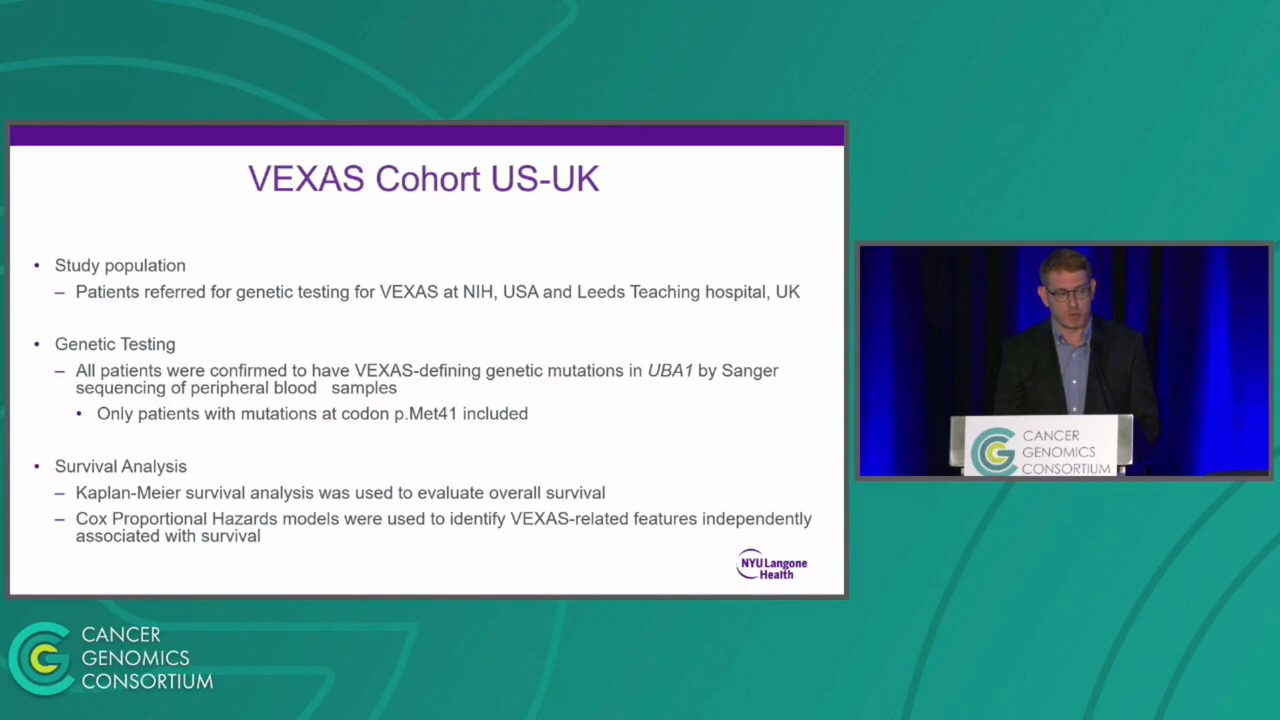 VEXAS Cohort US-UK
• Study population
– Patients referred for genetic testing for VEXAS at NIH, USA and Leeds Teaching hospital, UK
• Genetic Testing
– All patients were confirmed to have VEXAS-defining genetic mutations in UBA1 by Sanger
sequencing of peripheral blood samples
• Only patients with mutations at codon p.Met41 included
• Survival Analysis
– Kaplan-Meier survival analysis was used to evaluate overall survival
– Cox Proportional Hazards models were used to identify VEXAS-related features independently
associated with survival
NYU Langone
Health
CANCER
GENOMICS
CONSORTIUM
CANCER
GENOMICS
CONSORTIUM